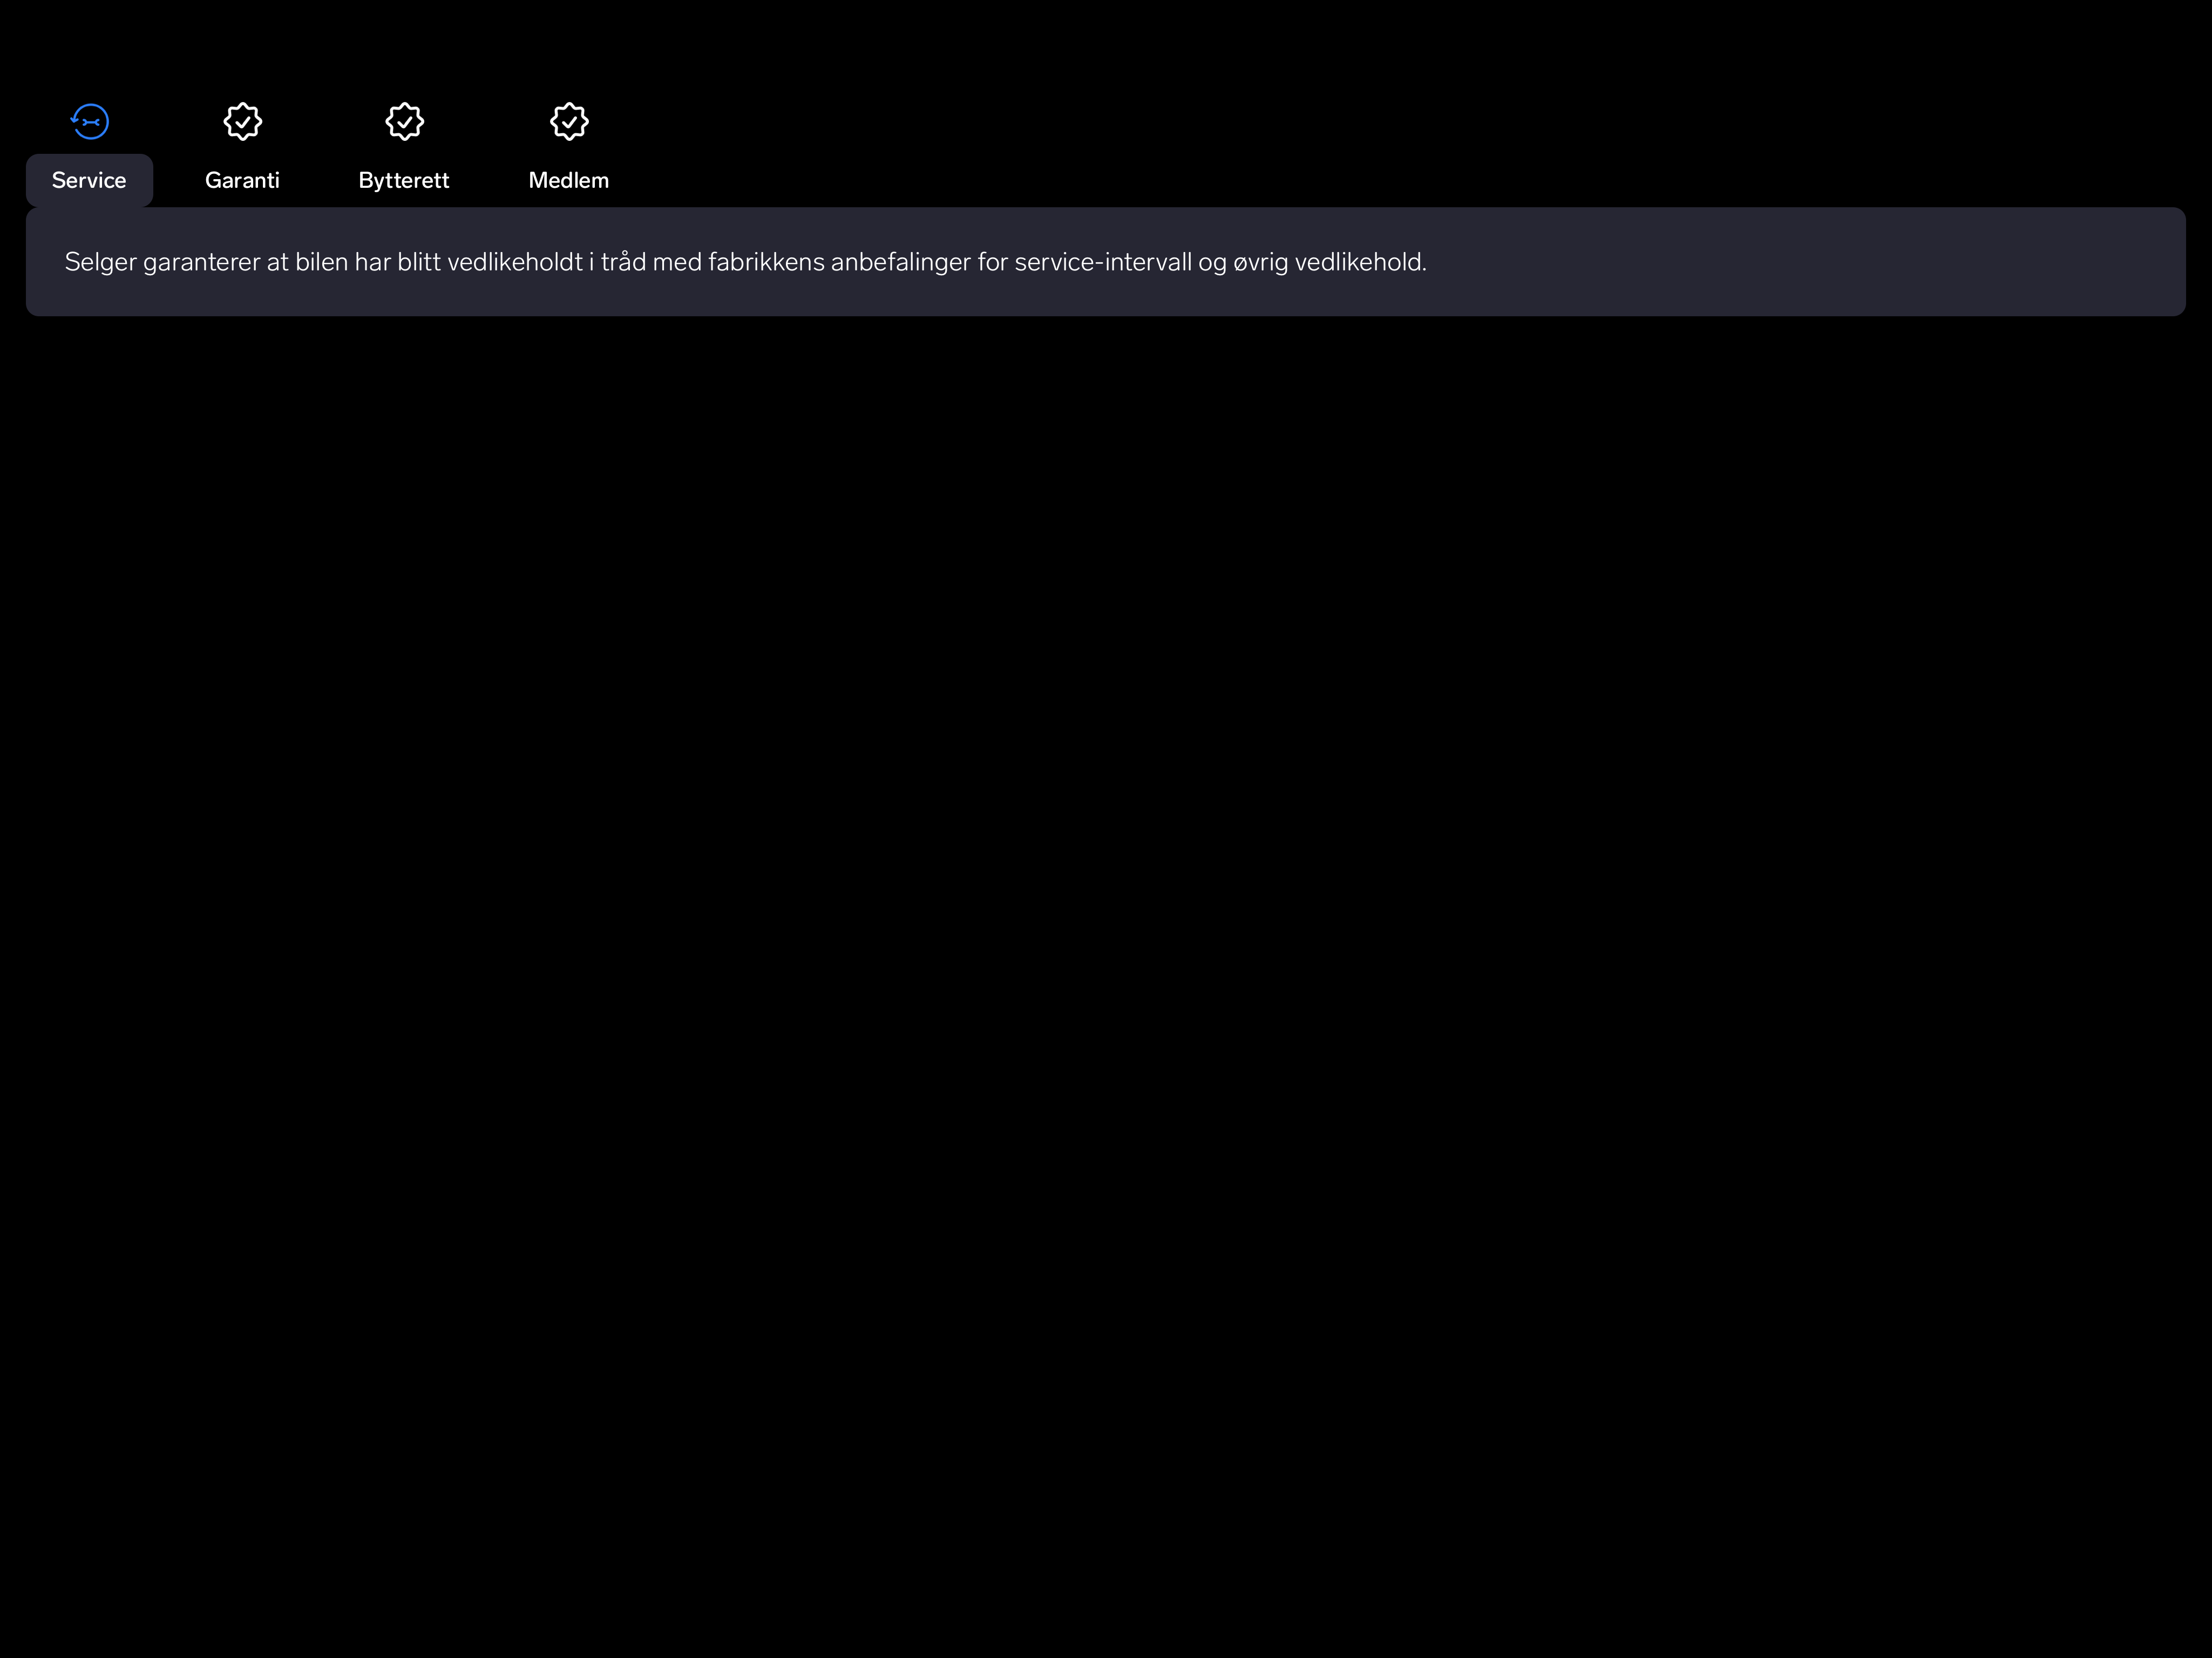 Service
Garanti
Bytterett
Medlem
Selger garanterer at bilen har blitt vedlikeholdt i tråd med fabrikkens anbefalinger for service-intervall og øvrig vedlikehold.